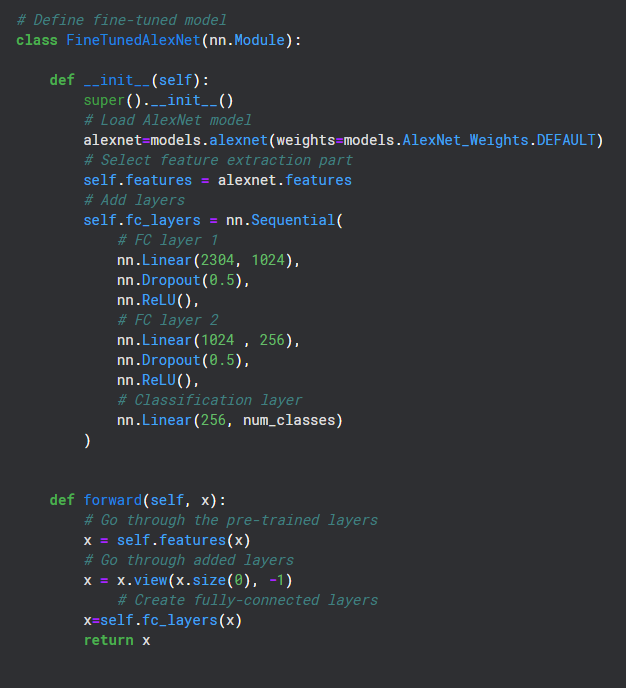 # Define fine-tuned model
class FineTunedAlexNet(nn.Module):
    def __init__(self):
        super().__init__()
        # Load AlexNet model
        alexnet=models.alexnet(weights=models.AlexNet_Weights.DEFAULT)
        # Select feature extraction part
        self.features = alexnet.features
        # Add layers
        self.fc_layers = nn.Sequential(
            # FC layer 1
            nn.Linear(2304, 1024),
            nn.Dropout(0.5),
            nn.ReLU(),
            # FC layer 2
            nn.Linear(1024 , 256),
            nn.Dropout(0.5),
            nn.ReLU(),
            # Classification layer
            nn.Linear(256, num_classes)
        )
    def forward(self, x):
        # Go through the pre-trained layers
        x = self.features(x)
        # Go through added layers
        x = x.view(x.size(0), -1)
            # Create fully-connected layers
        x=self.fc_layers(x)
        return x